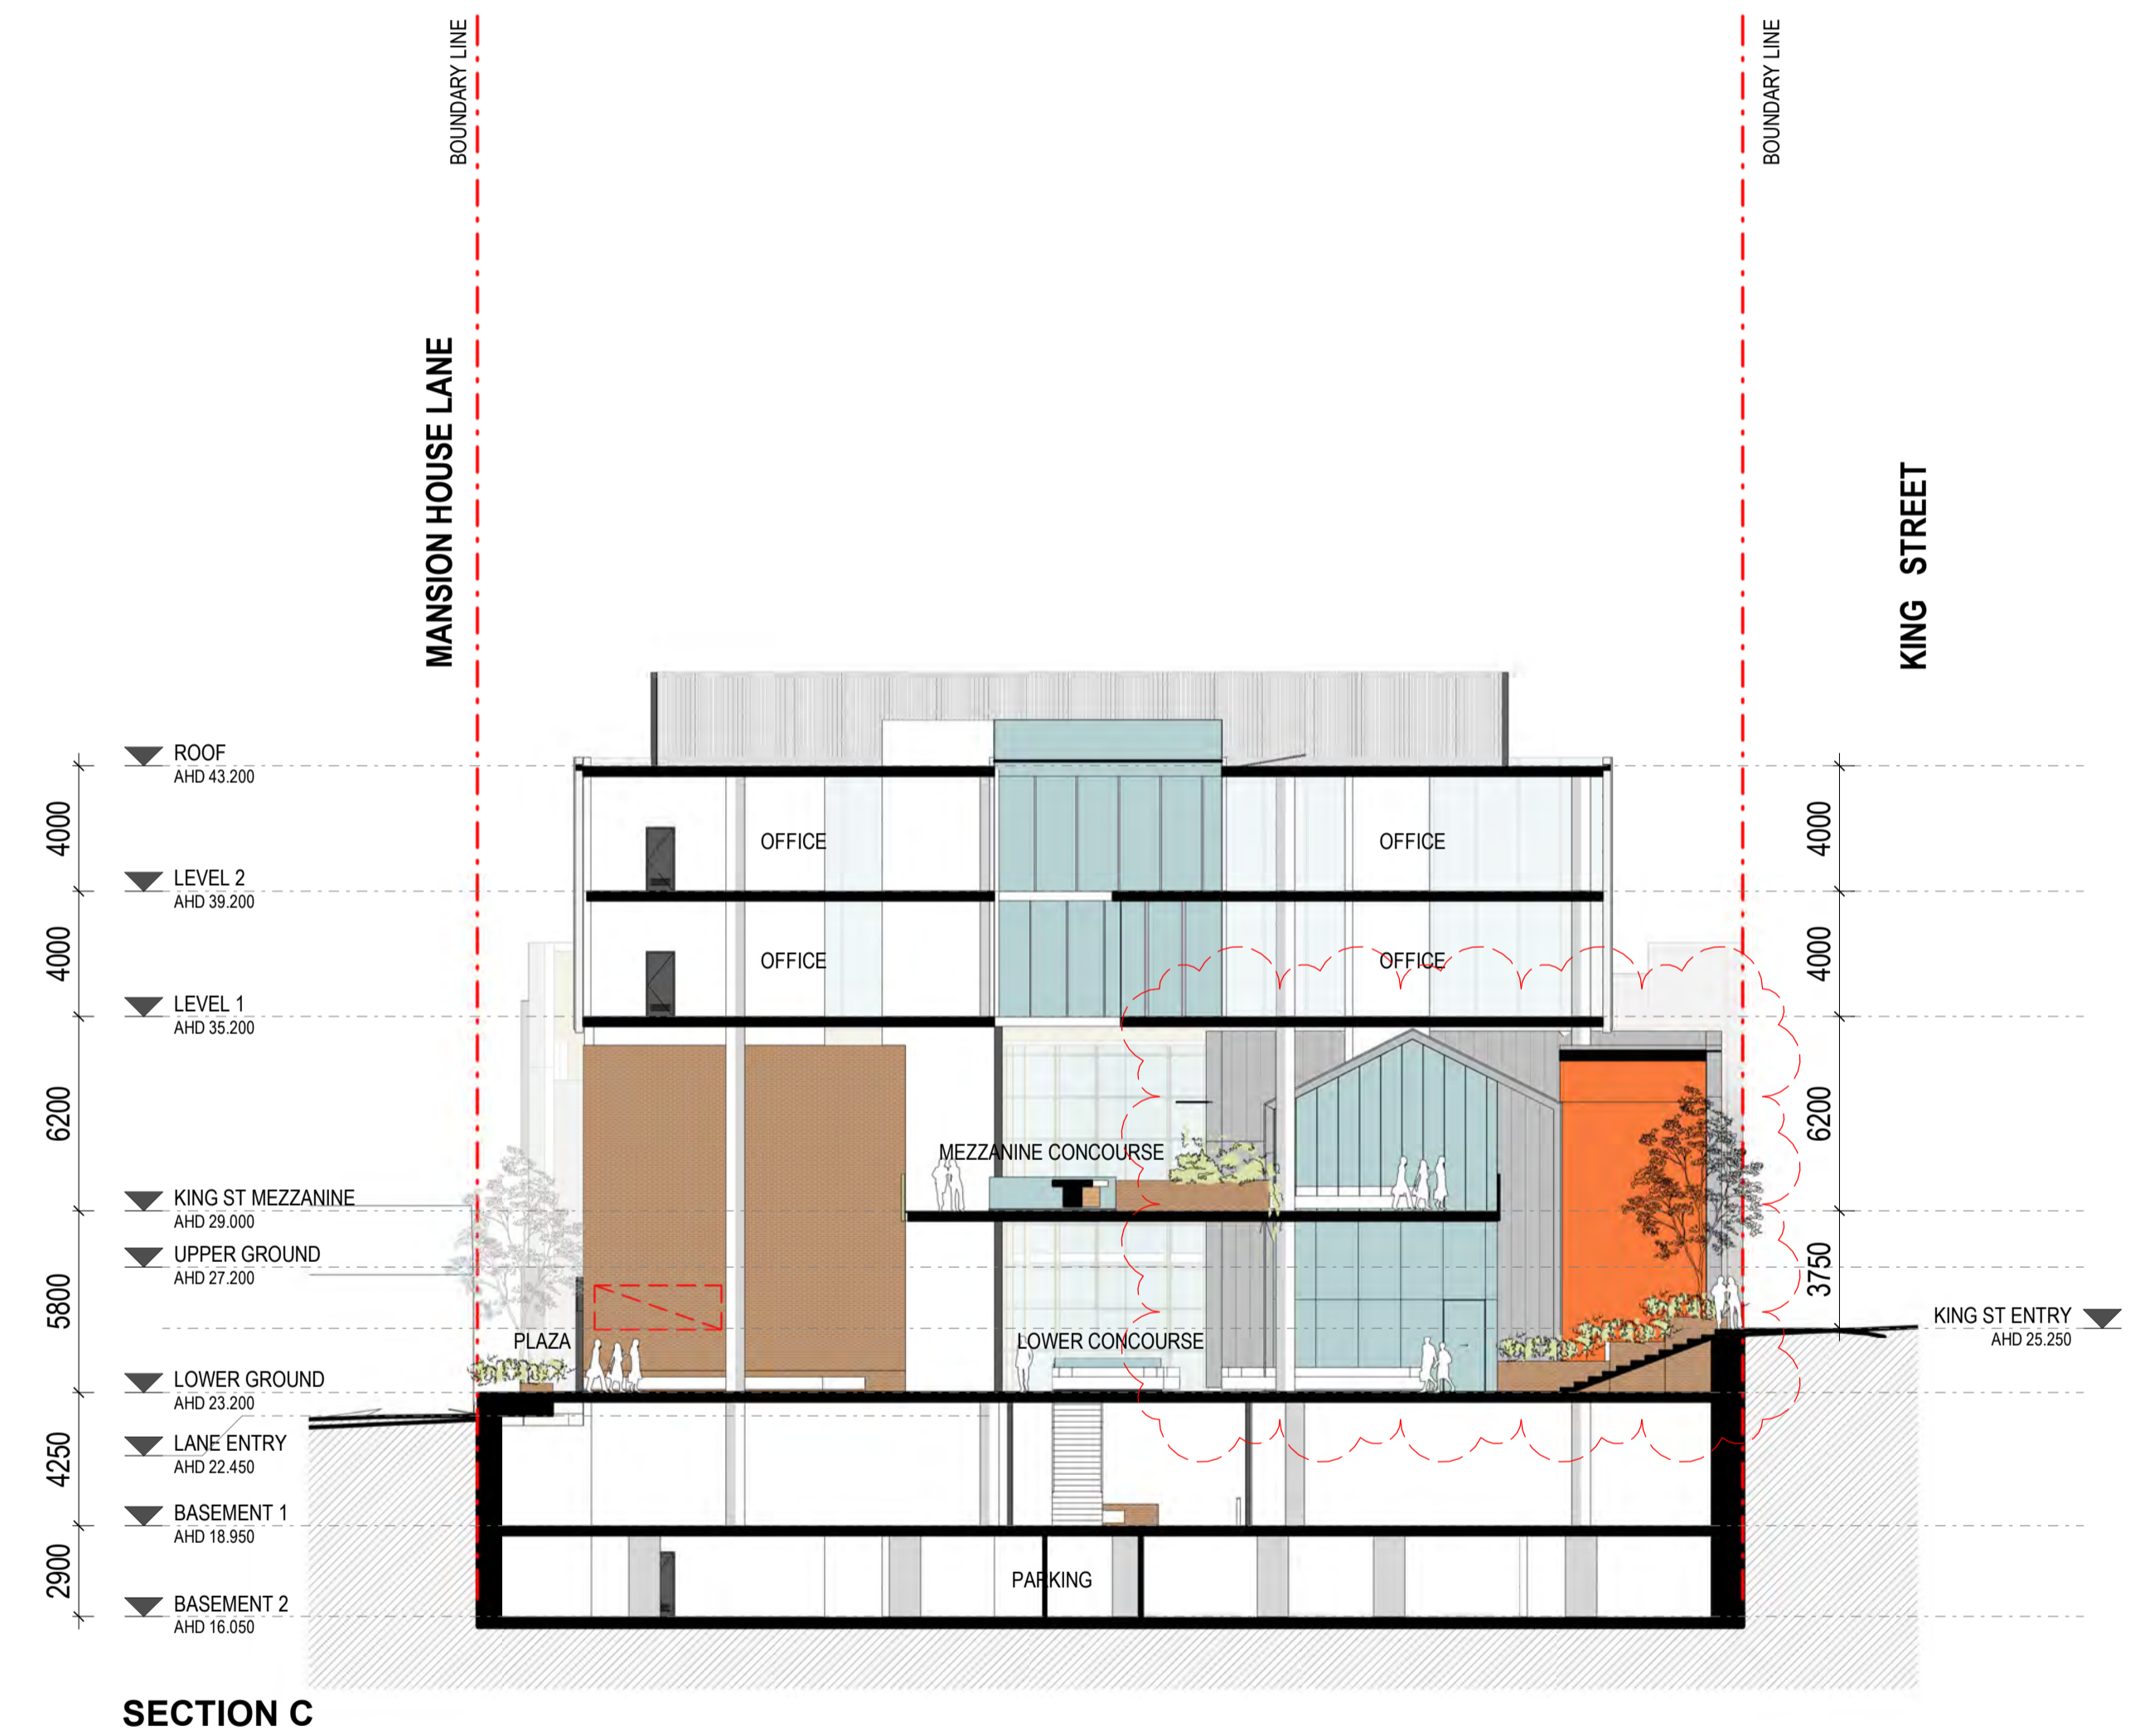 BOUNDARY LINE
BOUNDARY LINE
MANSION HOUSE LANE
KING STREET
ROOF
AHD 43.200
4000
OFFICE
OFFICE
4000
LEVEL 2
AHD 39.200
4000
OFFICE
OFFICE
4000
LEVEL 1
AHD 35.200
6200
6200
MEZZANINE CONCOURSE
KING ST MEZZANINE
AHD 29.000
UPPER GROUND
AHD 27.200
5800
3750
PLAZA
LOWER CONCOURSE
KING ST ENTRY
AHD 25.250
LOWER GROUND
AHD 23.200
LANE ENTRY
AHD 22.450
4250
BASEMENT 1
AHD 18.950
2900
PARKING
BASEMENT 2
AHD 16.050
SECTION C